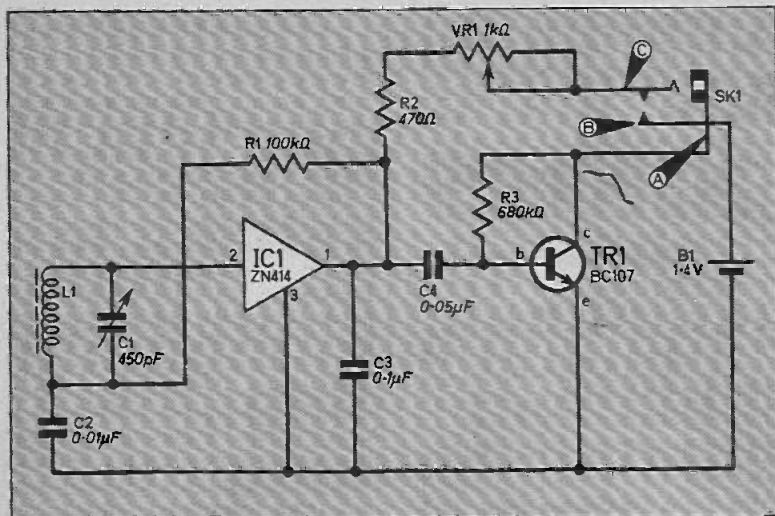 VR1 1kΩ
C
A
SK1
R2
470Ω
B
R1 100kΩ
A
R3
680kΩ
c
2
IC1
ZN414
1
b
TR1
BC107
B1
1·4V
3
L1
C4
0·05μF
e
C1
450pF
C3
0·1μF
C2
0·01μF